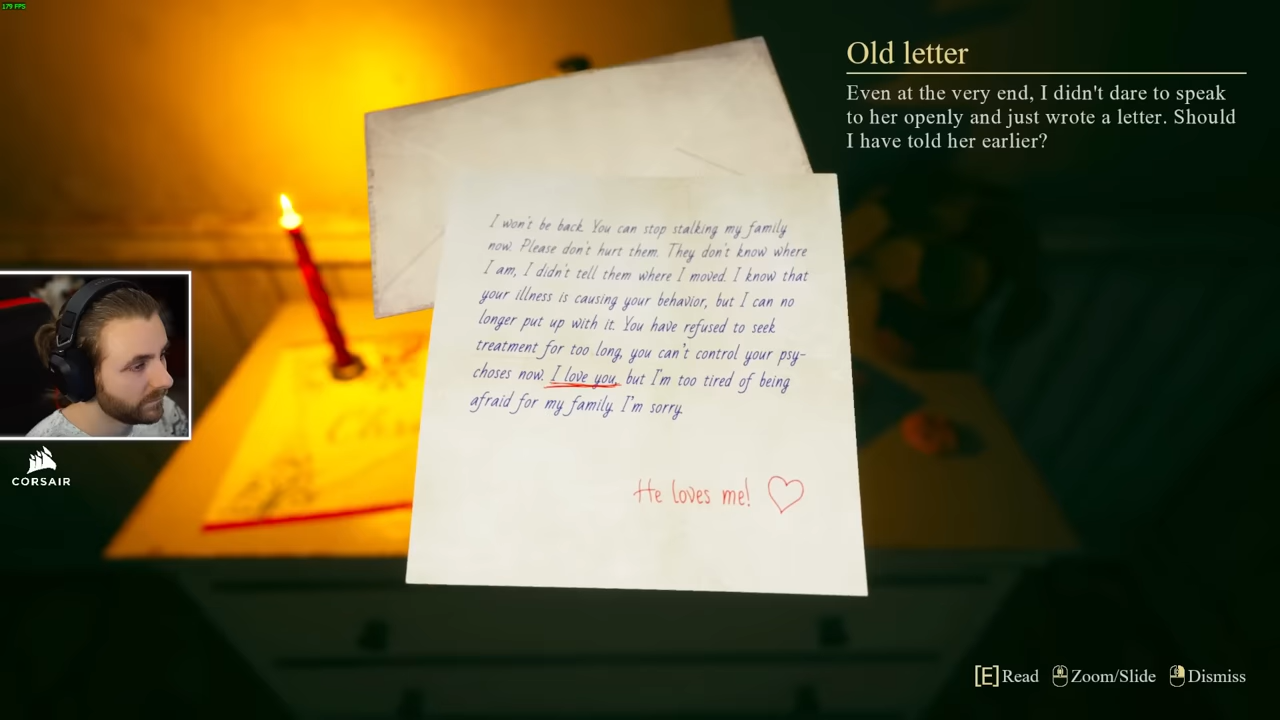 179 FPS
Old letter
Even at the very end, I didn't dare to speak
to her openly and just wrote a letter. Should
I have told her earlier?
I won't be back. You can stop stalking my family
now. Please don't hurt them. They don't know where
I am, I didn't tell them where I moved. I know that
your illness is causing your behavior, but I can no
longer put up with it. You have refused to seek
treatment for too long, you can't control your psy-
choses now. I love you, but I'm too tired of being
afraid for my family. I'm sorry.
He loves me!
CORSAIR
[E]Read Zoom/Slide Dismiss